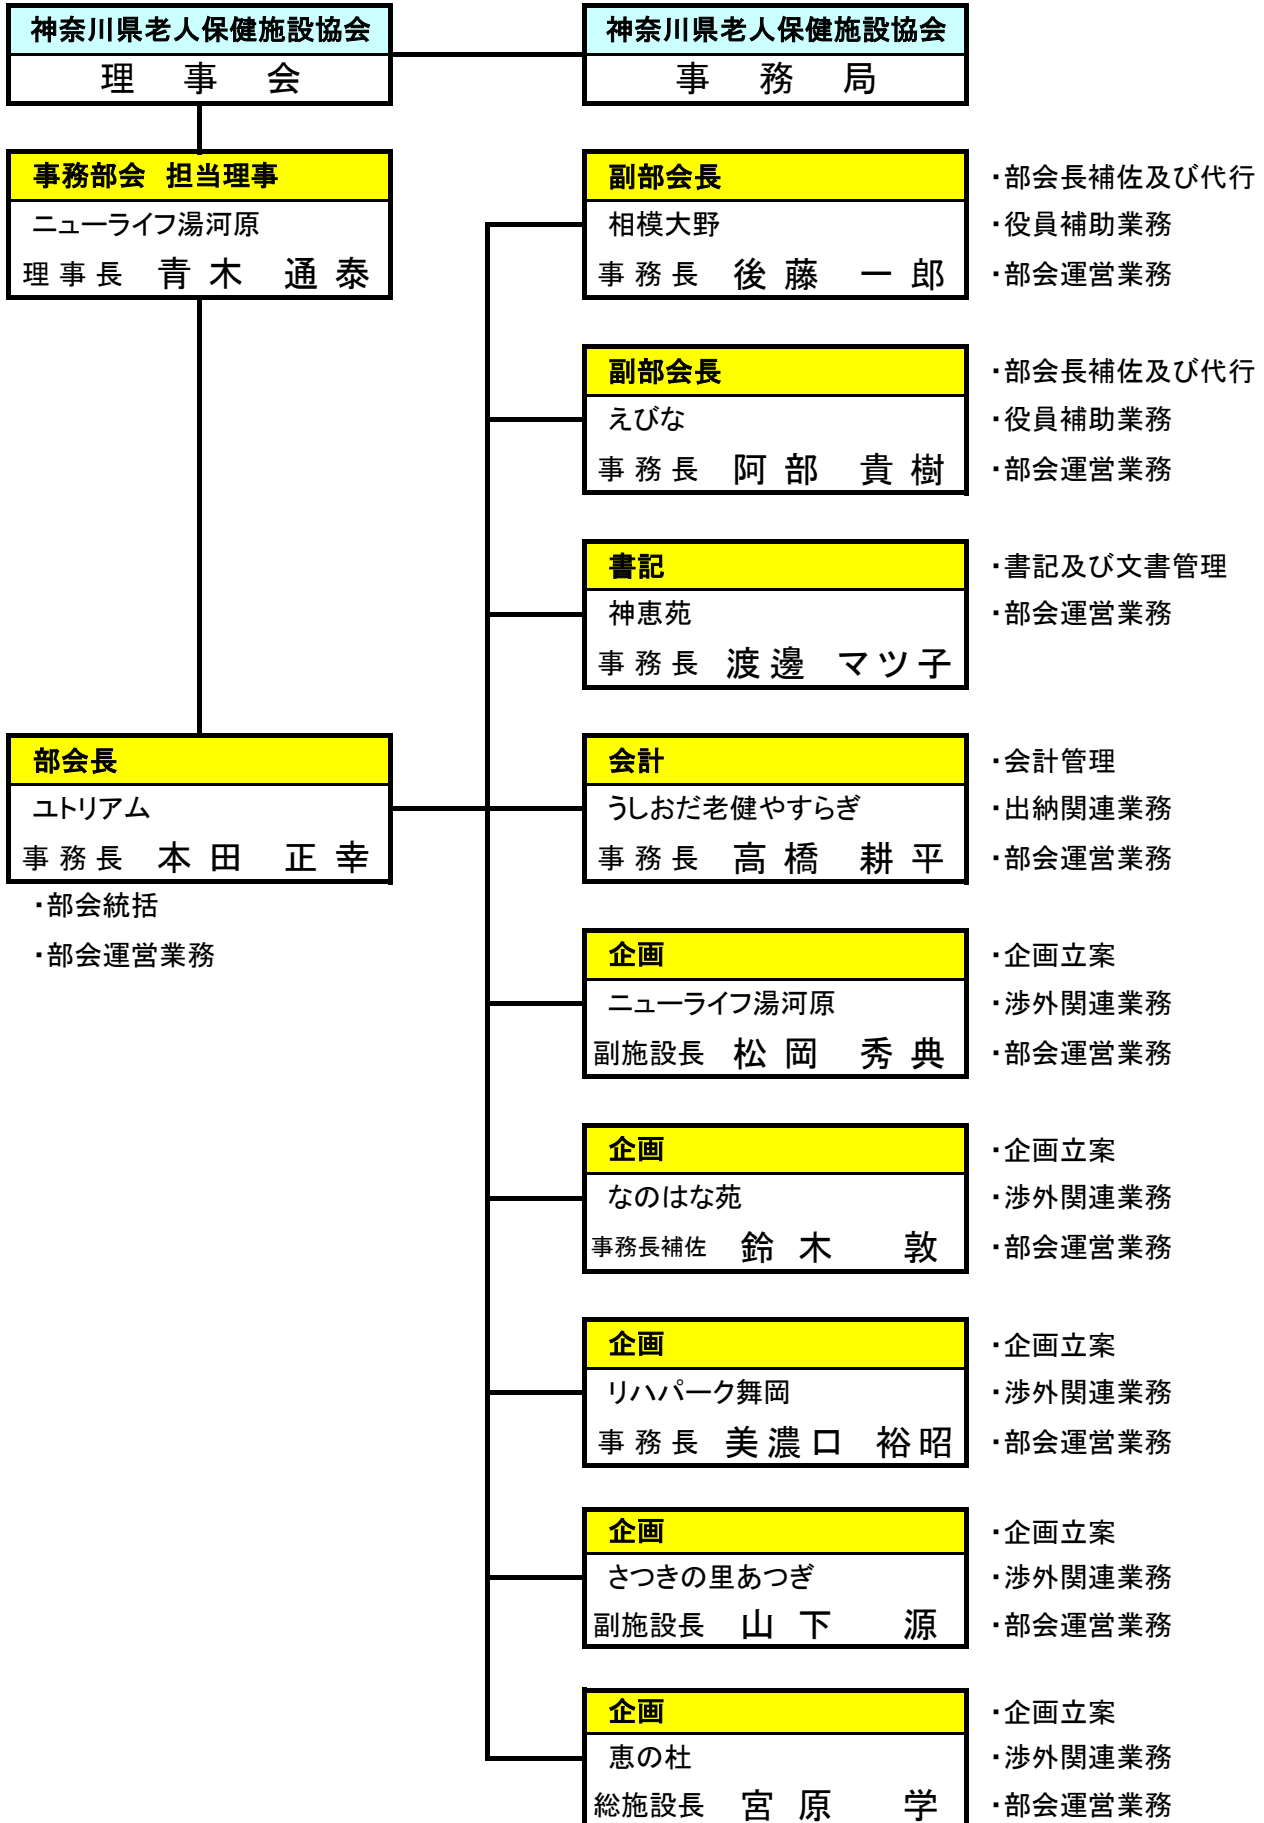 神奈川県老人保健施設協会
理 事 会
神奈川県老人保健施設協会
事 務 局
事務部会 担当理事
ニューライフ湯河原
理事長 青木 通泰
部会長
ユトリアム
事務長 本田 正幸
・部会統括
・部会運営業務
副部会長
相模大野
事務長 後藤 一郎
・部会長補佐及び代行
・役員補助業務
・部会運営業務
副部会長
えびな
事務長 阿部 貴樹
・部会長補佐及び代行
・役員補助業務
・部会運営業務
書記
神恵苑
事務長 渡邊 マツ子
・書記及び文書管理
・部会運営業務
会計
うしおだ老健やすらぎ
事務長 高橋 耕平
・会計管理
・出納関連業務
・部会運営業務
企画
ニューライフ湯河原
副施設長 松岡 秀典
・企画立案
・渉外関連業務
・部会運営業務
企画
なのはな苑
事務長補佐 鈴木 敦
・企画立案
・渉外関連業務
・部会運営業務
企画
リハパーク舞岡
事務長 美濃口 裕昭
・企画立案
・渉外関連業務
・部会運営業務
企画
さつきの里あつぎ
副施設長 山下 源
・企画立案
・渉外関連業務
・部会運営業務
企画
恵の杜
総施設長 宮原 学
・企画立案
・渉外関連業務
・部会運営業務